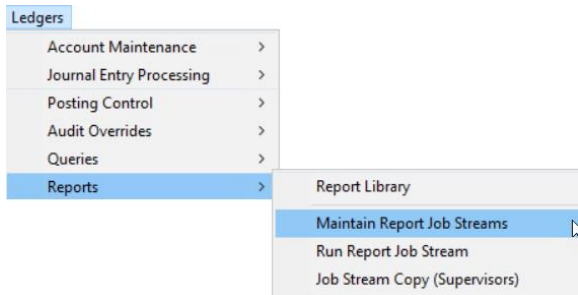 Ledgers
Account Maintenance
Journal Entry Processing
Posting Control
Audit Overrides
Queries
Reports
Report Library
Maintain Report Job Streams
Run Report Job Stream
Job Stream Copy (Supervisors)